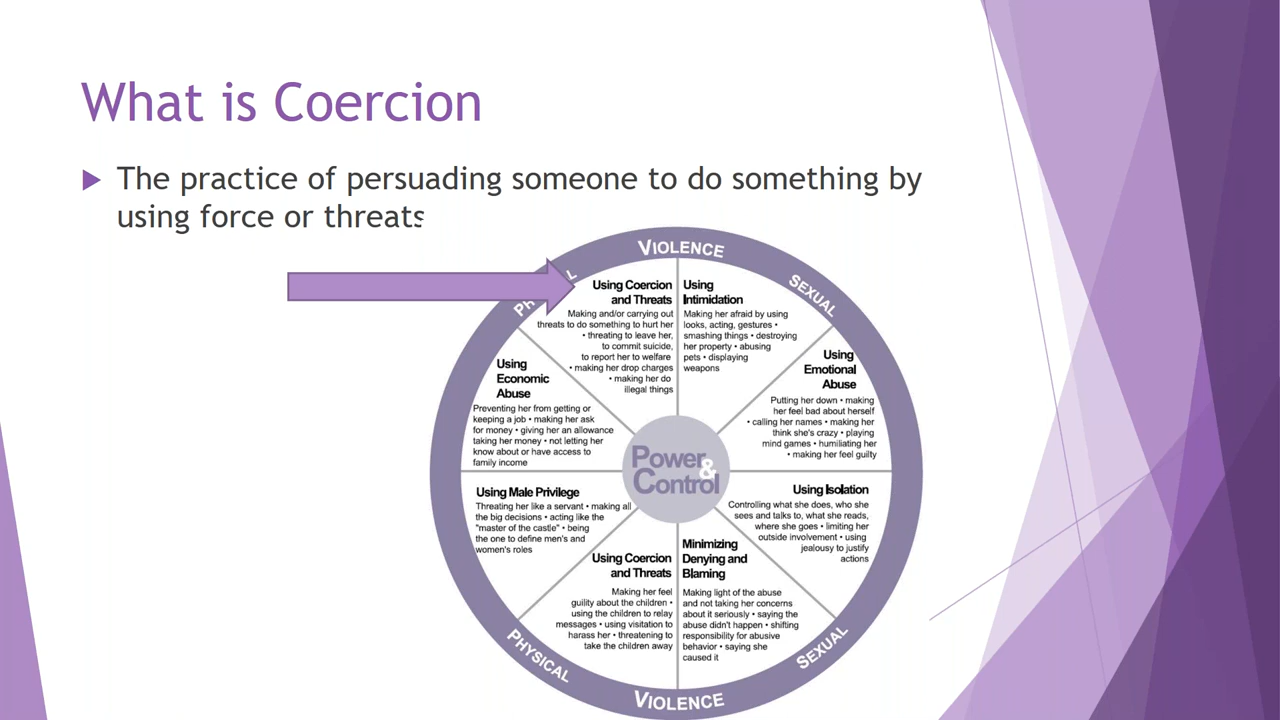 What is Coercion
The practice of persuading someone to do something by
using force or threats
VIOLENCE
SEXUAL
Using Coercion
and Threats
Making and/or carrying out
threats to do something to hurt her
• threating to leave her,
to commit suicide,
to report her to welfare
• making her drop charges
• making her do
illegal things
Using
Intimidation
Making her afraid by using
looks, acting, gestures •
smashing things • destroying
her property • abusing
pets • displaying
weapons
Using
Emotional
Abuse
Putting her down • making
her feel bad about herself
• calling her names • making her
think she's crazy • playing
mind games • humiliating her
• making her feel guilty
Using
Economic
Abuse
Preventing her from getting or
keeping a job • making her ask
for money • giving her an allowance
taking her money • not letting her
know about or have access to
family income
Power
&
Control
Using Male Privilege
Threating her like a servant • making all
the big decisions • acting like the
"master of the castle" • being
the one to define men's and
women's roles
Using Isolation
Controlling what she does, who she
sees and talks to, what she reads,
where she goes • limiting her
outside involvement • using
jealousy to justify
actions
Using Coercion
and Threats
Making her feel
guility about the children •
using the children to relay
messages • using visitation to
harass her • threatening to
take the children away
Minimizing
Denying and
Blaming
Making light of the abuse
and not taking her concerns
about it seriously • saying the
abuse didn't happen • shifting
responsibility for abusive
behavior • saying she
caused it
PHYSICAL
VIOLENCE
SEXUAL